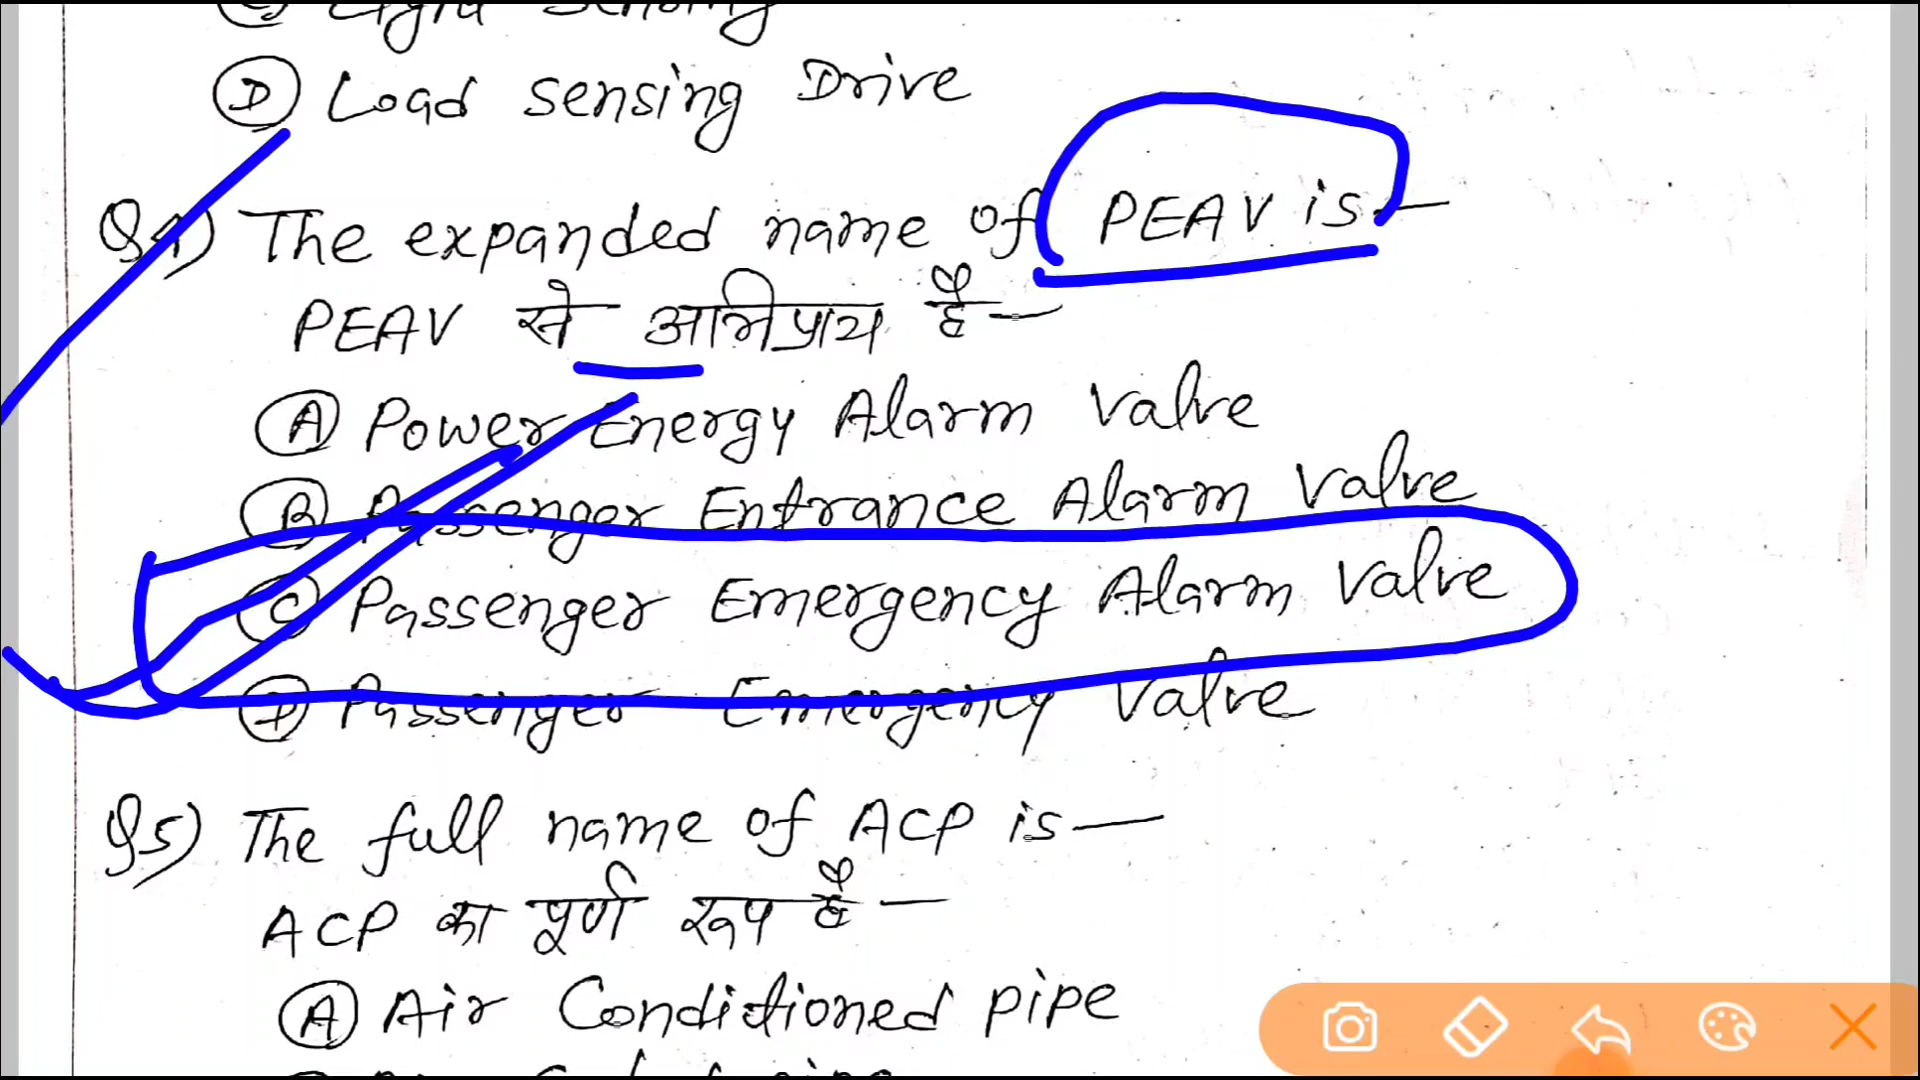 D Load sensing Drive
Q4) The expanded name of PEAV is —
PEAV से अभिप्राय है —
A Power Energy Alarm Valve
B Passenger Entrance Alarm Valve
C Passenger Emergency Alarm Valve
D Passenger Emergency Valve
Q5) The full name of ACP is —
ACP का पूर्ण रूप है —
A Air Conditioned pipe